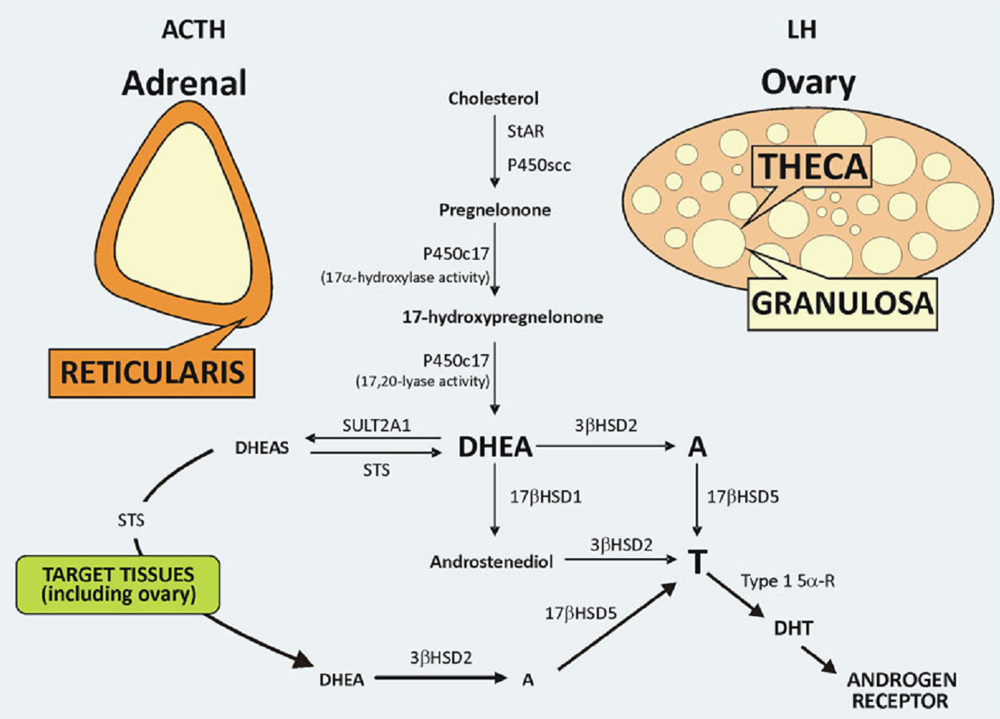 ACTH
LH
Adrenal
Ovary
Cholesterol
StAR
P450scc
THECA
Pregnelonone
P450c17
(17α-hydroxylase activity)
GRANULOSA
17-hydroxypregnelonone
RETICULARIS
P450c17
(17,20-lyase activity)
SULT2A1
3βHSD2
DHEAS
DHEA
A
STS
17βHSD1
17βHSD5
STS
Androstenediol
3βHSD2
T
TARGET TISSUES
(including ovary)
Type 1 5α-R
17βHSD5
DHT
3βHSD2
DHEA
A
ANDROGEN
RECEPTOR